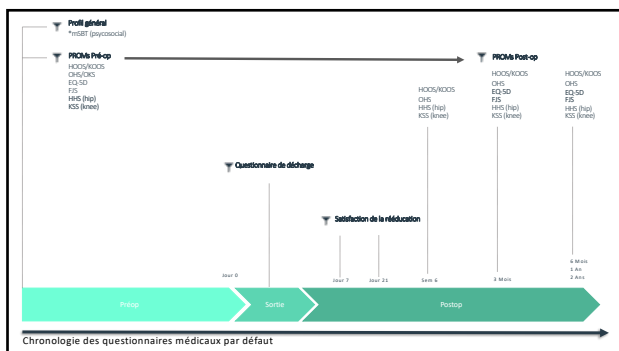 Profil général
*mSBT (psycosocial)
PROMs Pré-op
HOOS/KOOS
OHS/OKS
EQ-5D
FJS
HHS (hip)
KSS (knee)
PROMs Post-op
HOOS/KOOS
OHS
HHS (hip)
KSS (knee)
HOOS/KOOS
OHS
EQ-5D
FJS
HHS (hip)
KSS (knee)
HOOS/KOOS
OHS
EQ-5D
FJS
HHS (hip)
KSS (knee)
Questionnaire de décharge
Satisfaction de la rééducation
Jour 0
Jour 7
Jour 21
Sem 6
3 Mois
6 Mois
1 An
2 Ans
Préop
Sortie
Postop
Chronologie des questionnaires médicaux par défaut